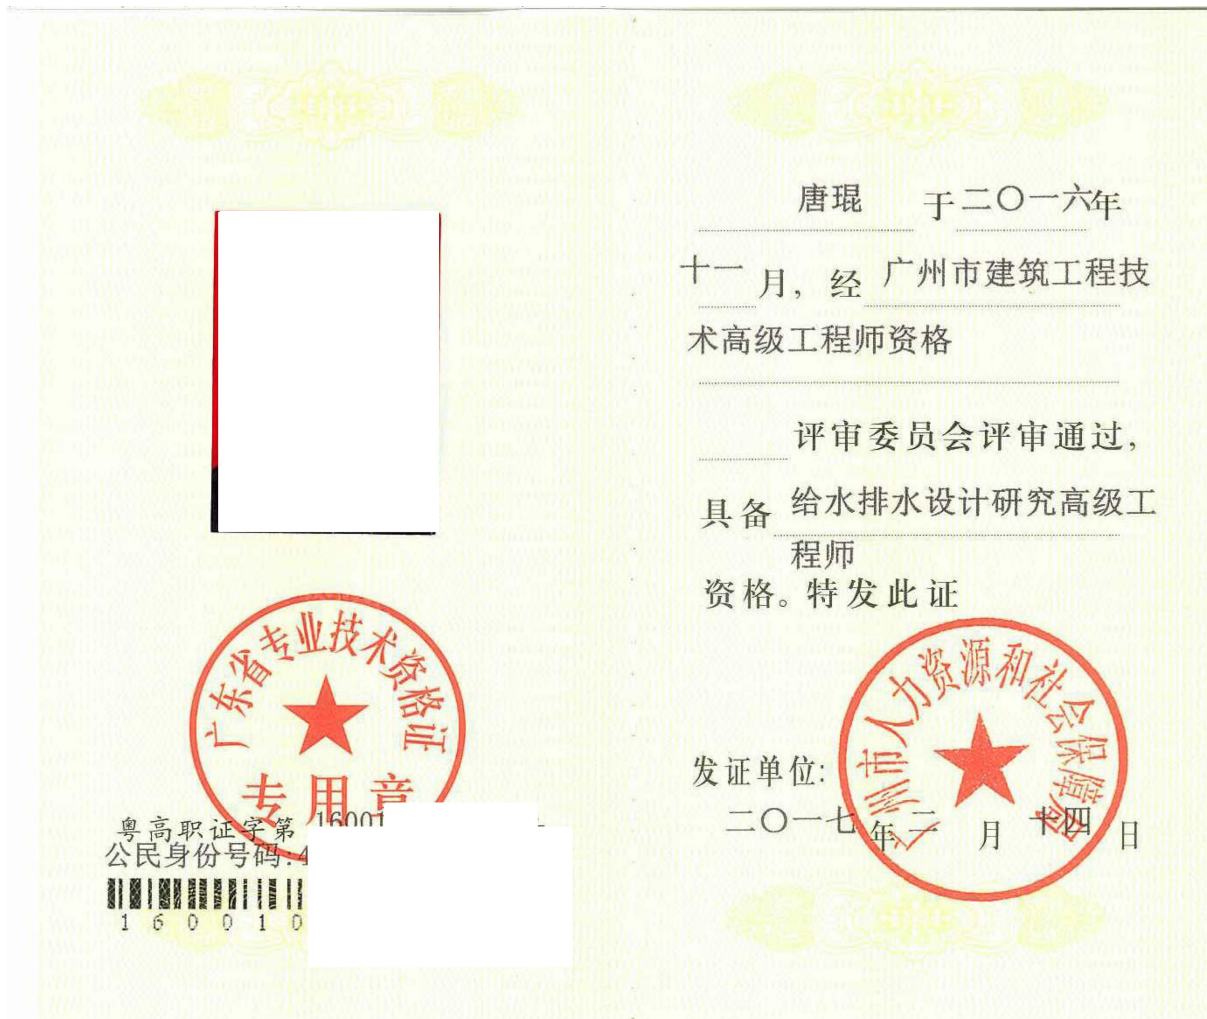 广东省专业技术资格证
专用章
粤高职证字第 16001
公民身份号码:4
160010
唐琨 于二〇一六年
十一月，经 广州市建筑工程技
术高级工程师资格
评审委员会评审通过，
具备 给水排水设计研究高级工
程师
资格。特发此证
广州市人力资源和社会保障局
发证单位:
二〇一七年二月十四日